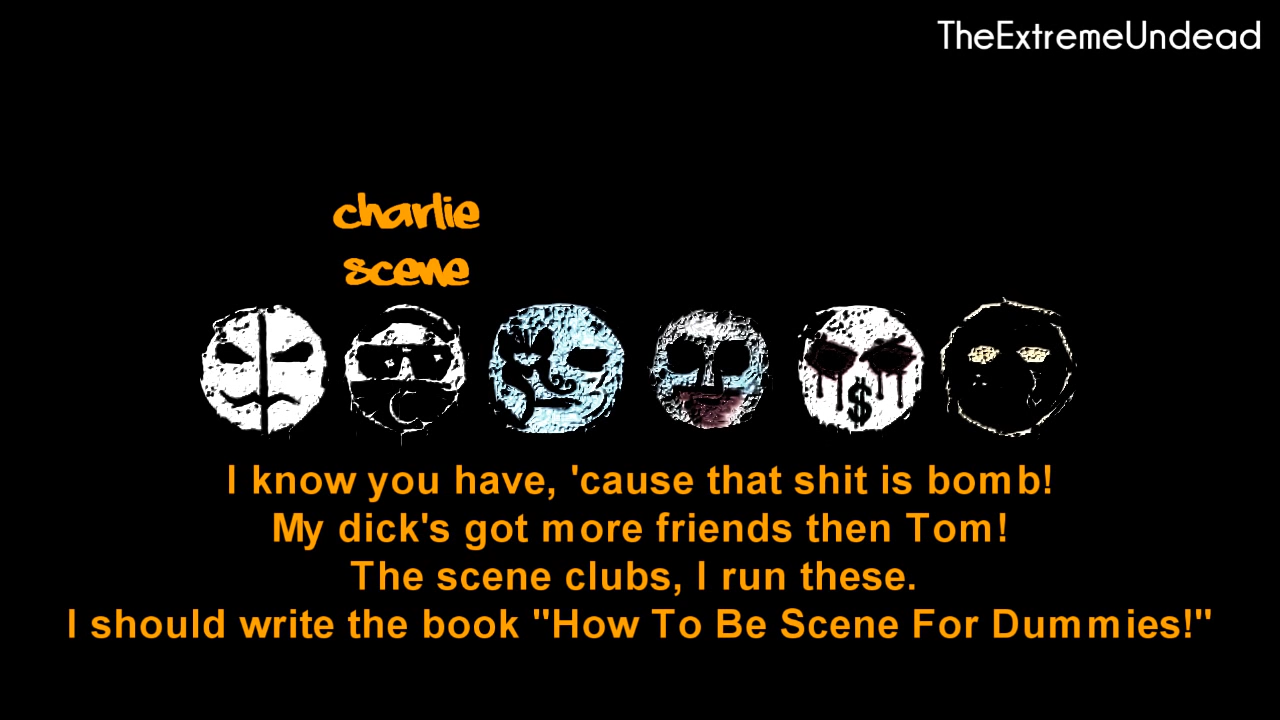 TheExtremeUndead
charlie
scene
$
I know you have, 'cause that shit is bomb!
My dick's got more friends then Tom!
The scene clubs, I run these.
I should write the book "How To Be Scene For Dummies!"